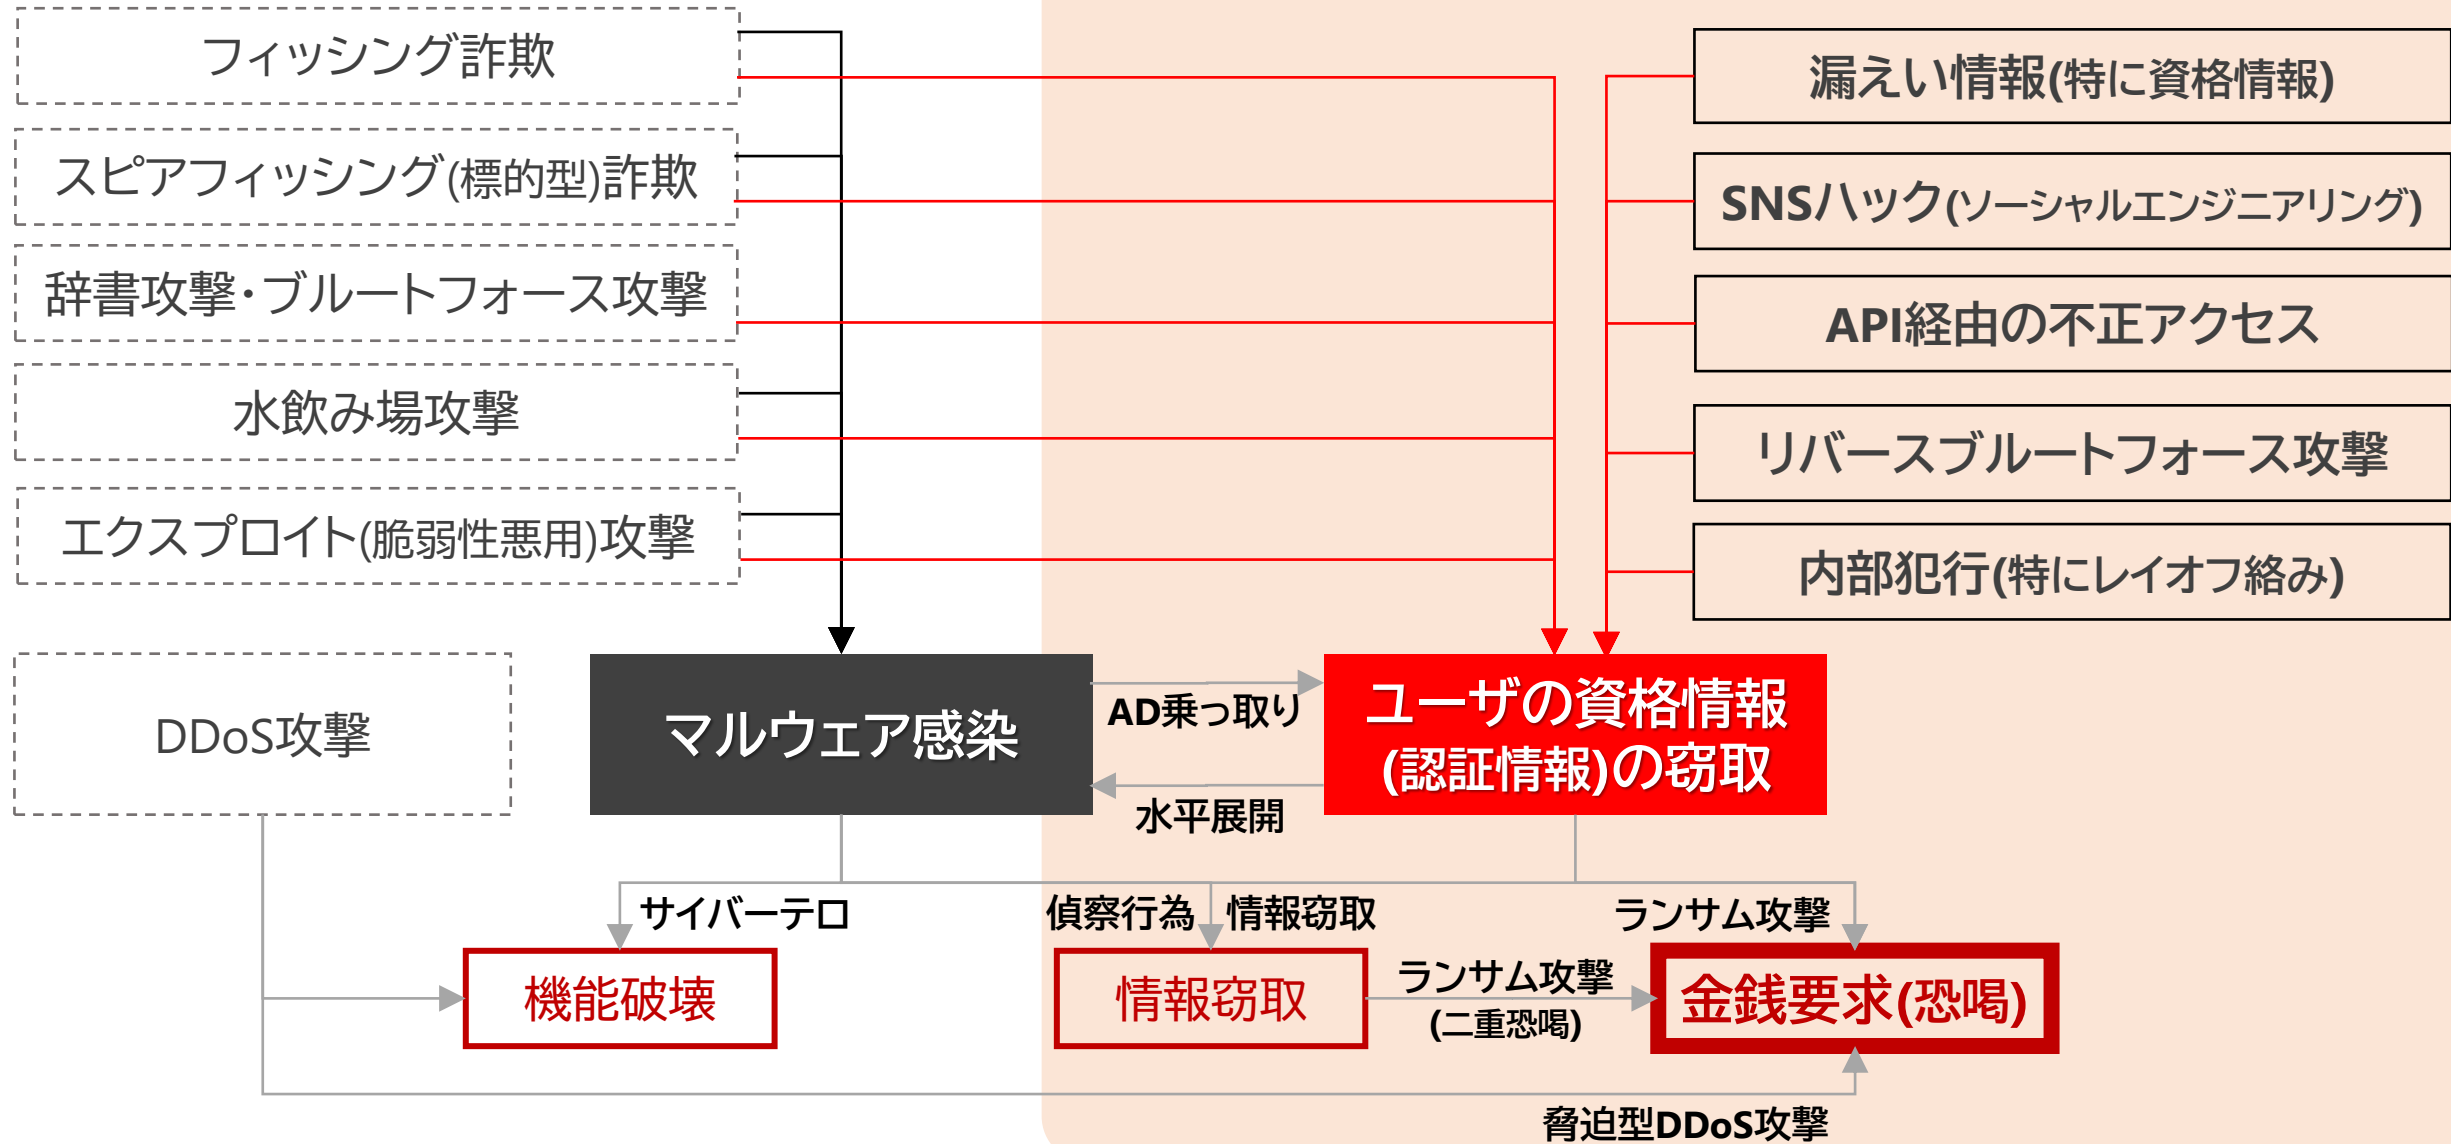 フィッシング詐欺
スピアフィッシング(標的型)詐欺
辞書攻撃・ブルートフォース攻撃
水飲み場攻撃
エクスプロイト(脆弱性悪用)攻撃
漏えい情報(特に資格情報)
SNSハック(ソーシャルエンジニアリング)
API経由の不正アクセス
リバースブルートフォース攻撃
内部犯行(特にレイオフ絡み)
DDoS攻撃
マルウェア感染
AD乗っ取り
水平展開
ユーザの資格情報
(認証情報)の窃取
サイバーテロ
偵察行為
情報窃取
ランサム攻撃
機能破壊
情報窃取
ランサム攻撃
(二重恐喝)
金銭要求(恐喝)
脅迫型DDoS攻撃